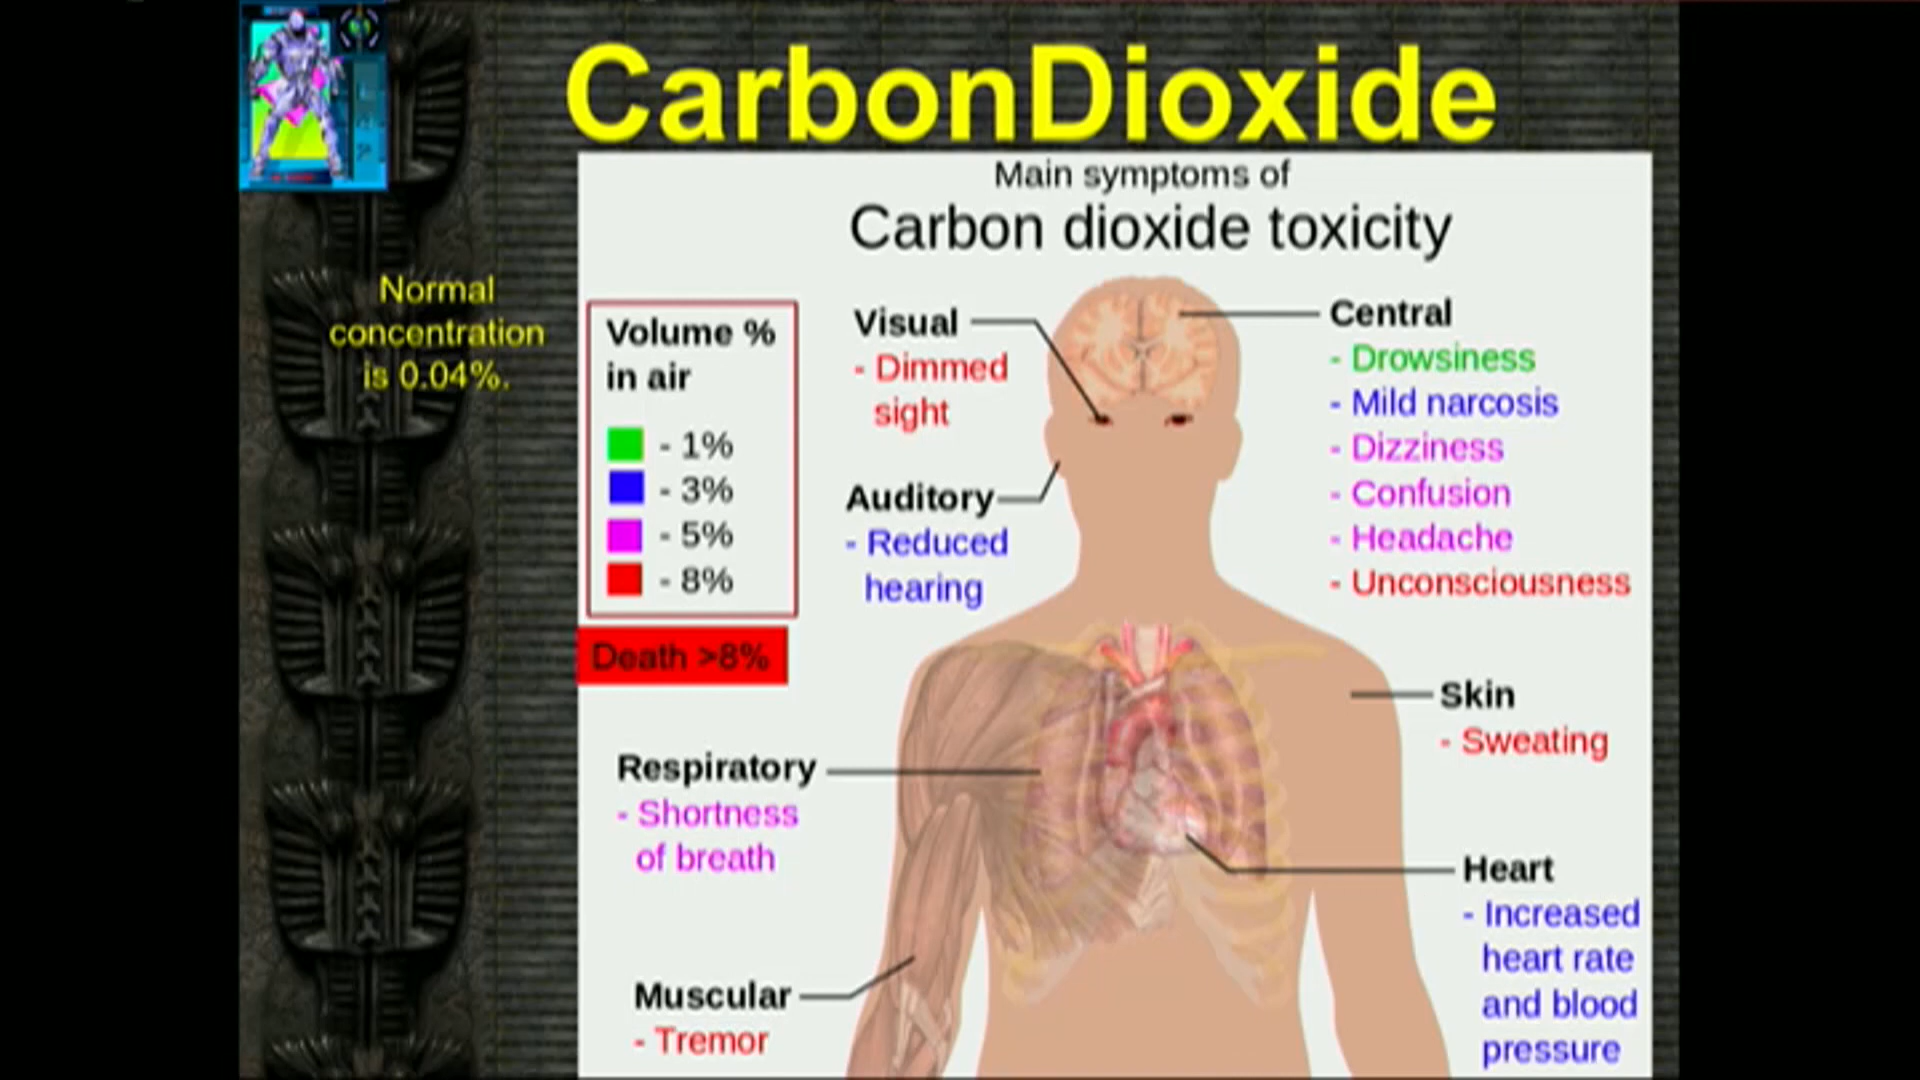 CarbonDioxide
Normal
concentration
is 0.04%.
Main symptoms of
Carbon dioxide toxicity
Volume %
in air
- 1%
- 3%
- 5%
- 8%
Death >8%
Visual
- Dimmed
sight
Auditory
- Reduced
hearing
Central
- Drowsiness
- Mild narcosis
- Dizziness
- Confusion
- Headache
- Unconsciousness
Skin
- Sweating
Respiratory
- Shortness
of breath
Heart
- Increased
heart rate
and blood
pressure
Muscular
- Tremor